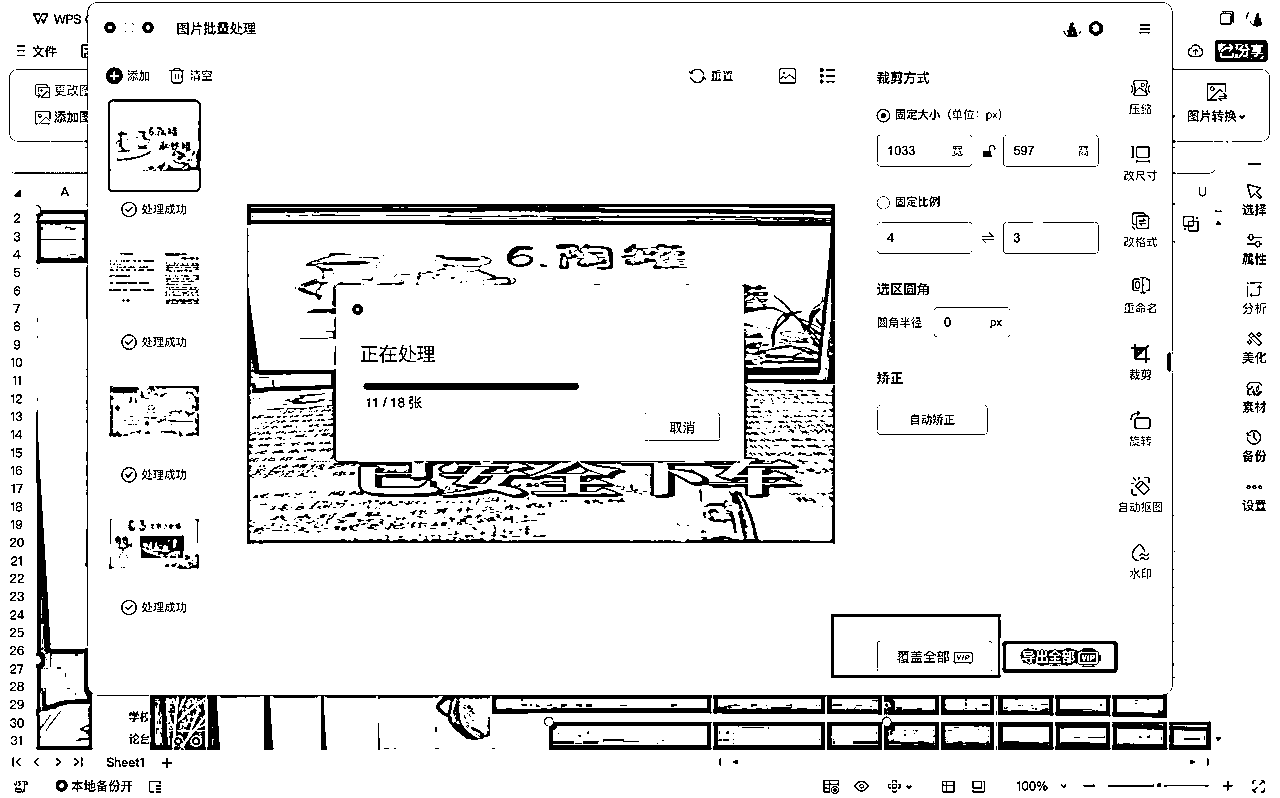 WPS
图片批量处理
文件
已分享
添加
清空
重置
裁剪方式
更改图
添加图
固定大小（单位：px）
1033 宽
597 高
固定比例
4
3
选区圆角
圆角半径 0 px
矫正
自动矫正
压缩
改尺寸
改格式
重命名
裁剪
旋转
自动抠图
水印
图片转换
选择
属性
分析
美化
素材
备份
设置
A
U
处理成功
处理成功
处理成功
处理成功
6.陶
正在处理
11 / 18 张
取消
已安全下车
覆盖全部 VIP
导出全部 VIP
2
3
4
5
6
7
8
9
10
11
12
13
14
15
16
17
18
19
20
21
22
23
24
25
26
27
28
29
30
31
学校
Sheet1
本地备份开
100%